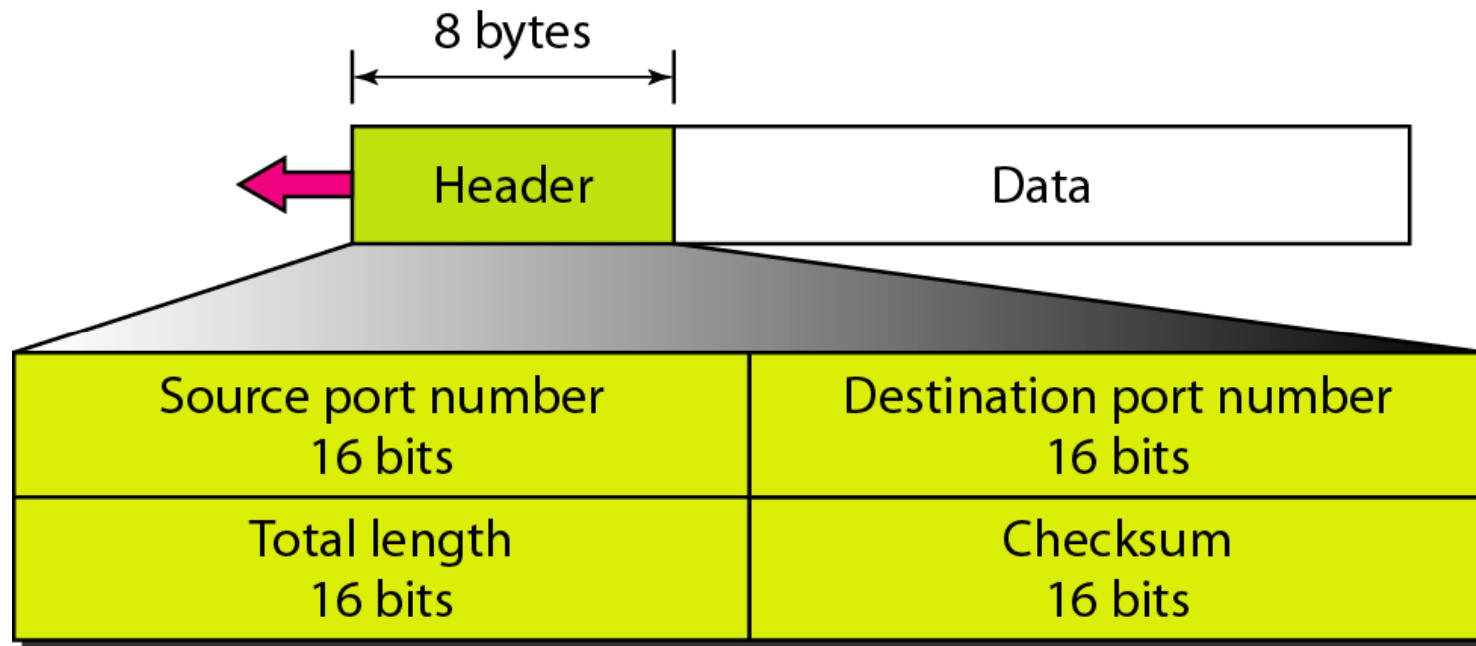 8 bytes
Header
Data
Source port number
16 bits
Destination port number
16 bits
Total length
16 bits
Checksum
16 bits